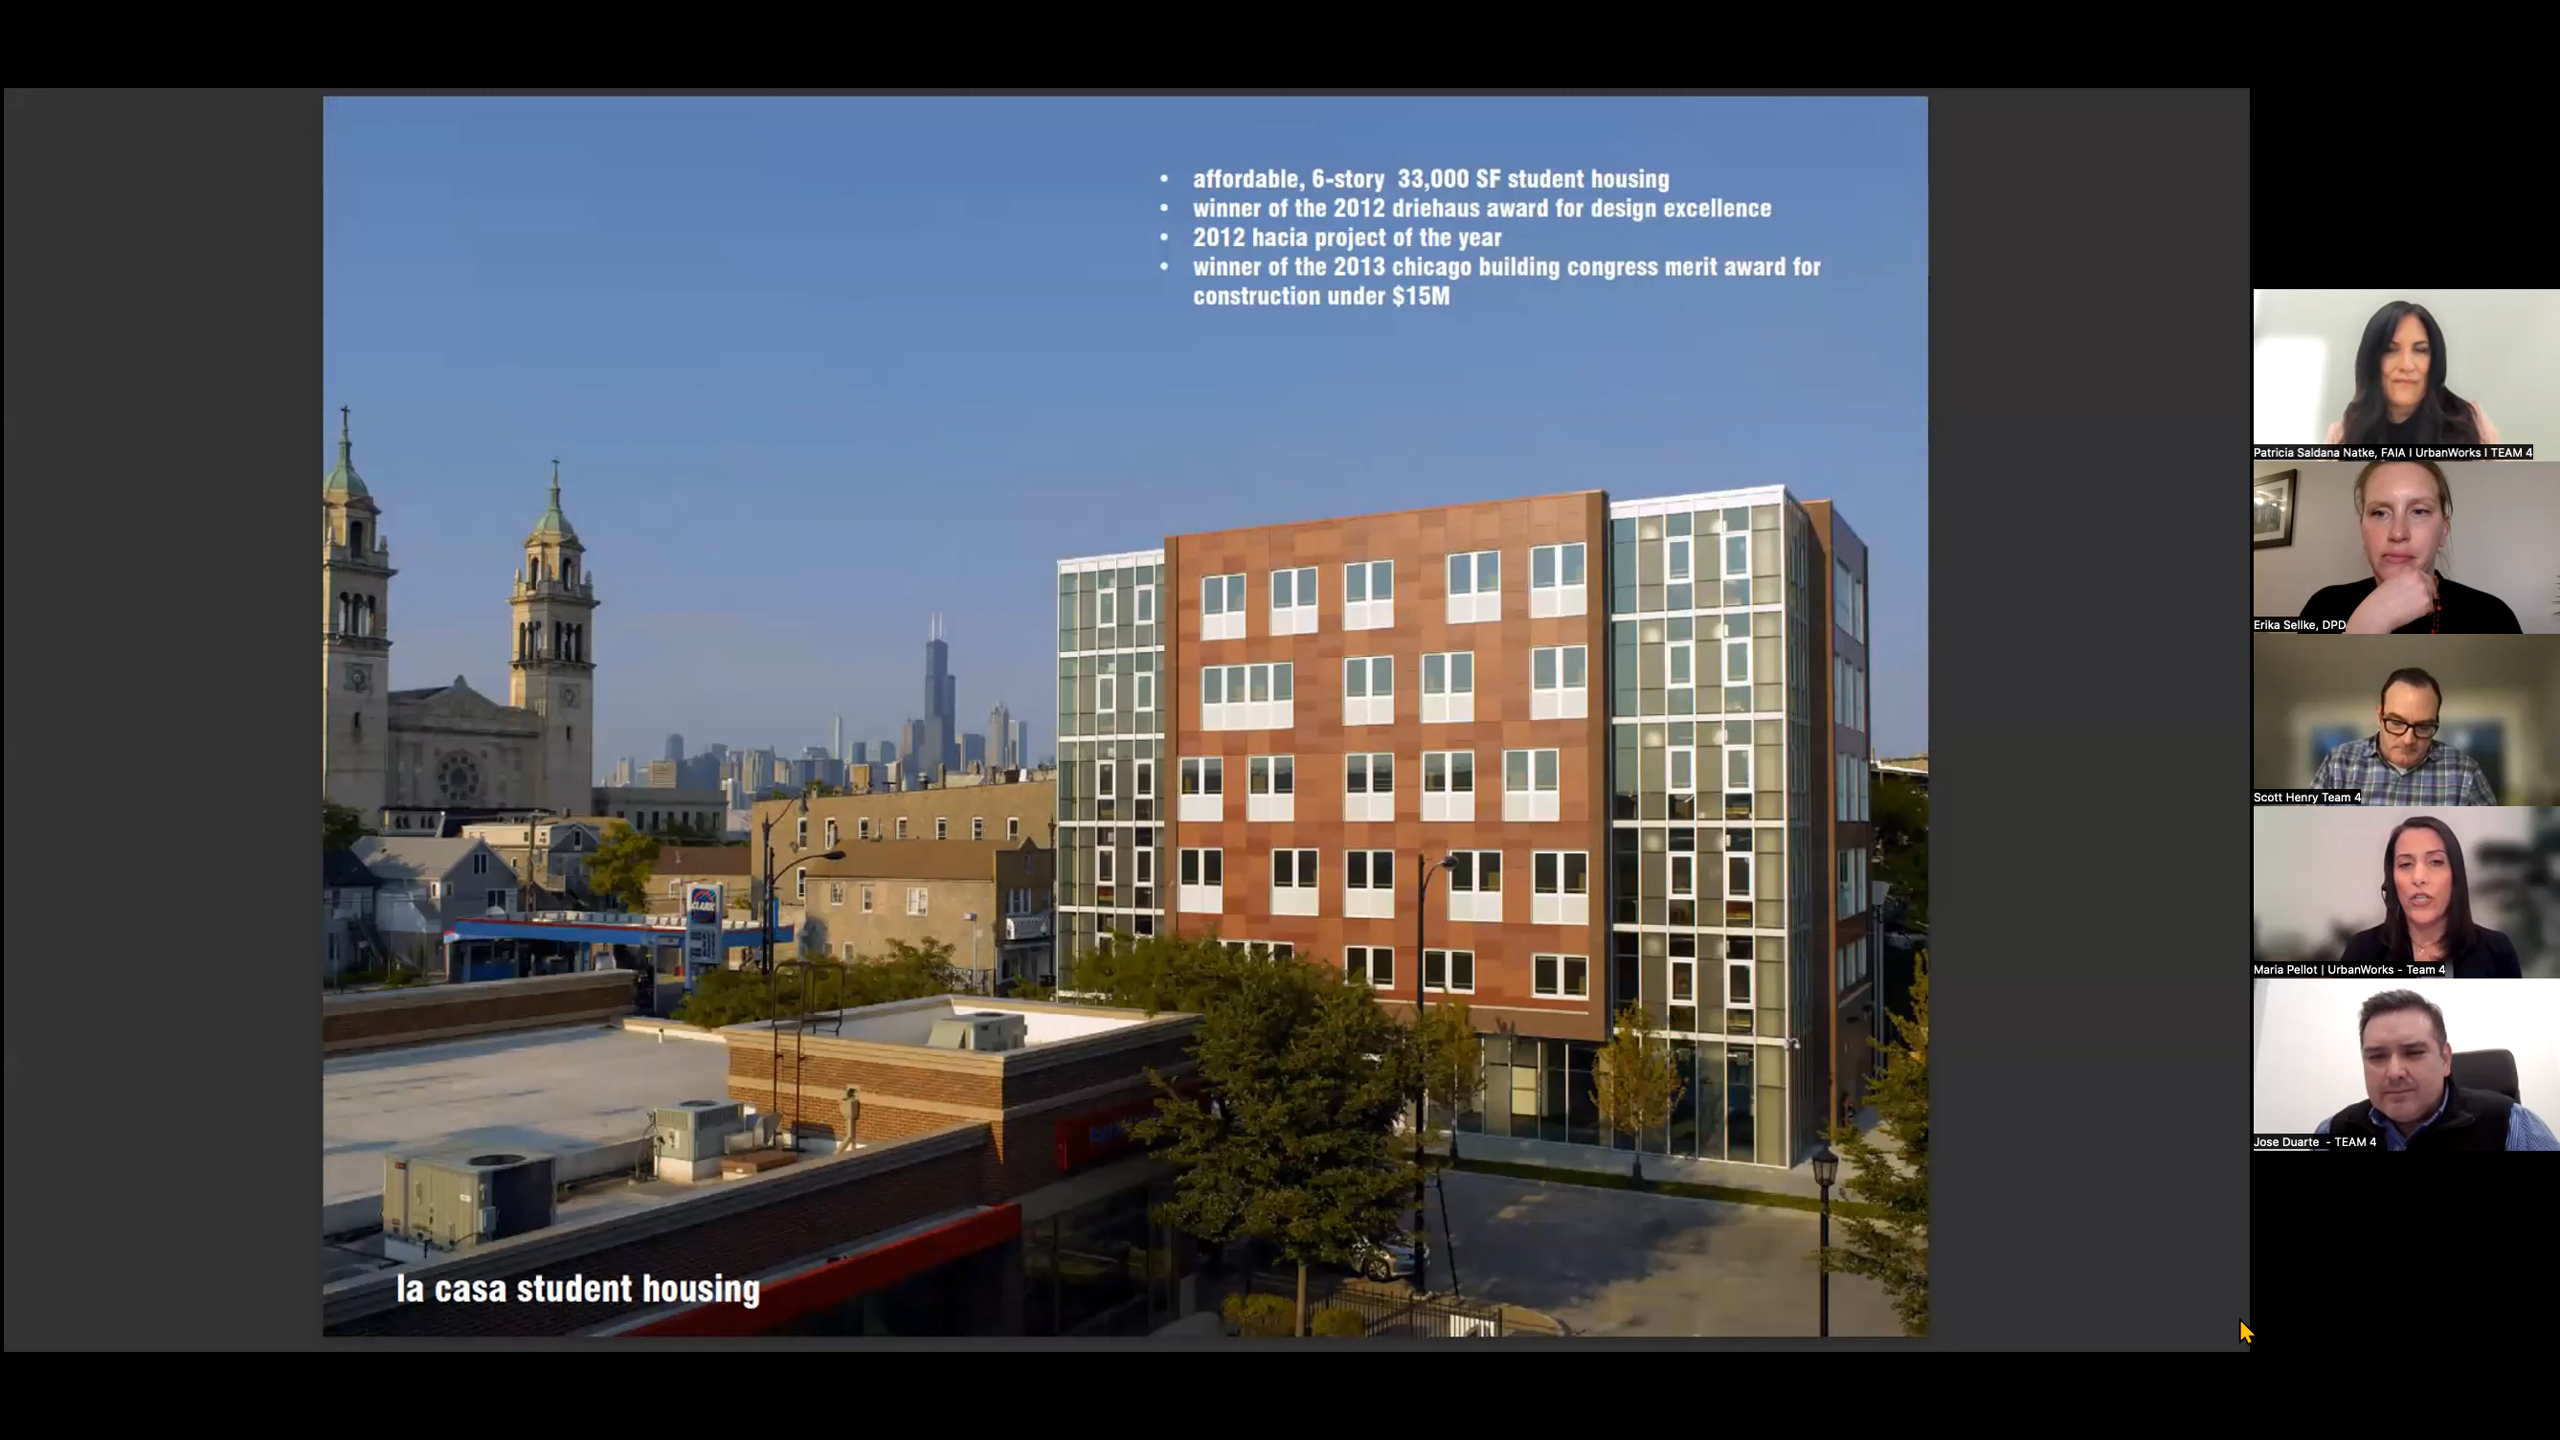 • affordable, 6-story  33,000 SF student housing
• winner of the 2012 driehaus award for design excellence
• 2012 hacia project of the year
• winner of the 2013 chicago building congress merit award for
construction under $15M
CLARK
la casa student housing
Patricia Saldana Natke, FAIA I UrbanWorks I TEAM 4
Erika Sellke, DPD
Scott Henry Team 4
Maria Pellot | UrbanWorks - Team 4
Jose Duarte  - TEAM 4